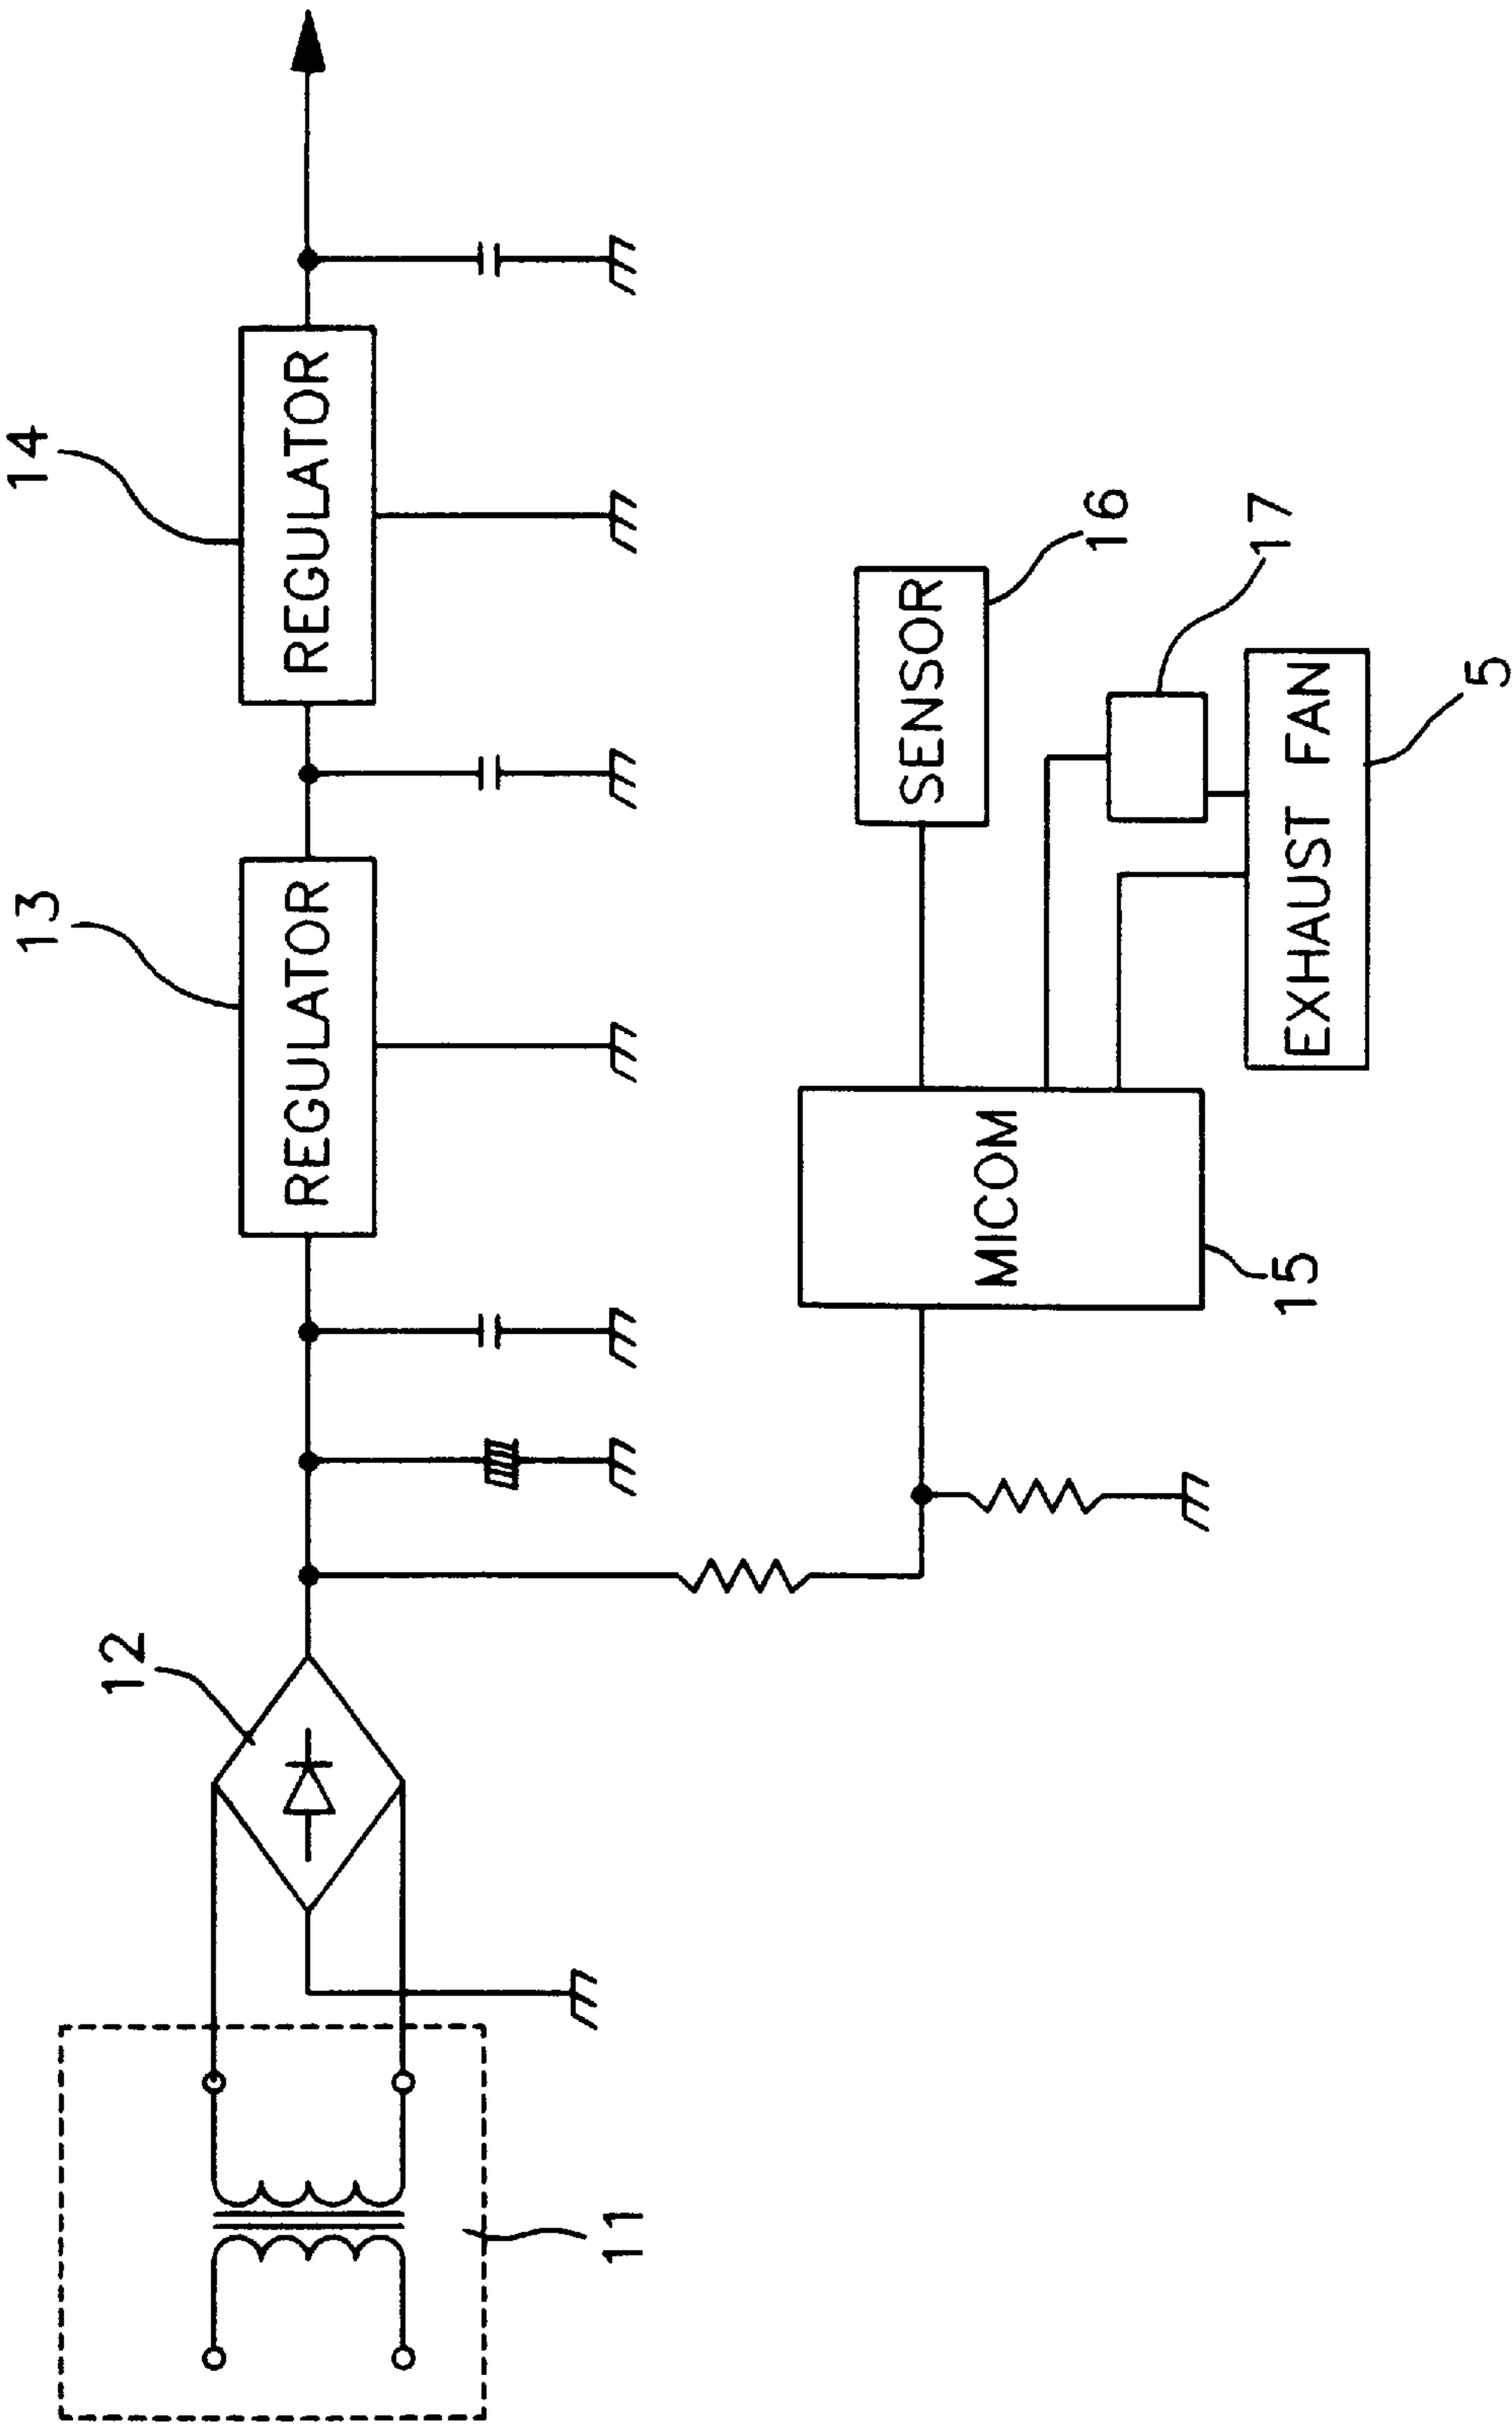 11
12
13
REGULATOR
14
REGULATOR
15
MICOM
SENSOR
16
17
EXHAUST FAN
5